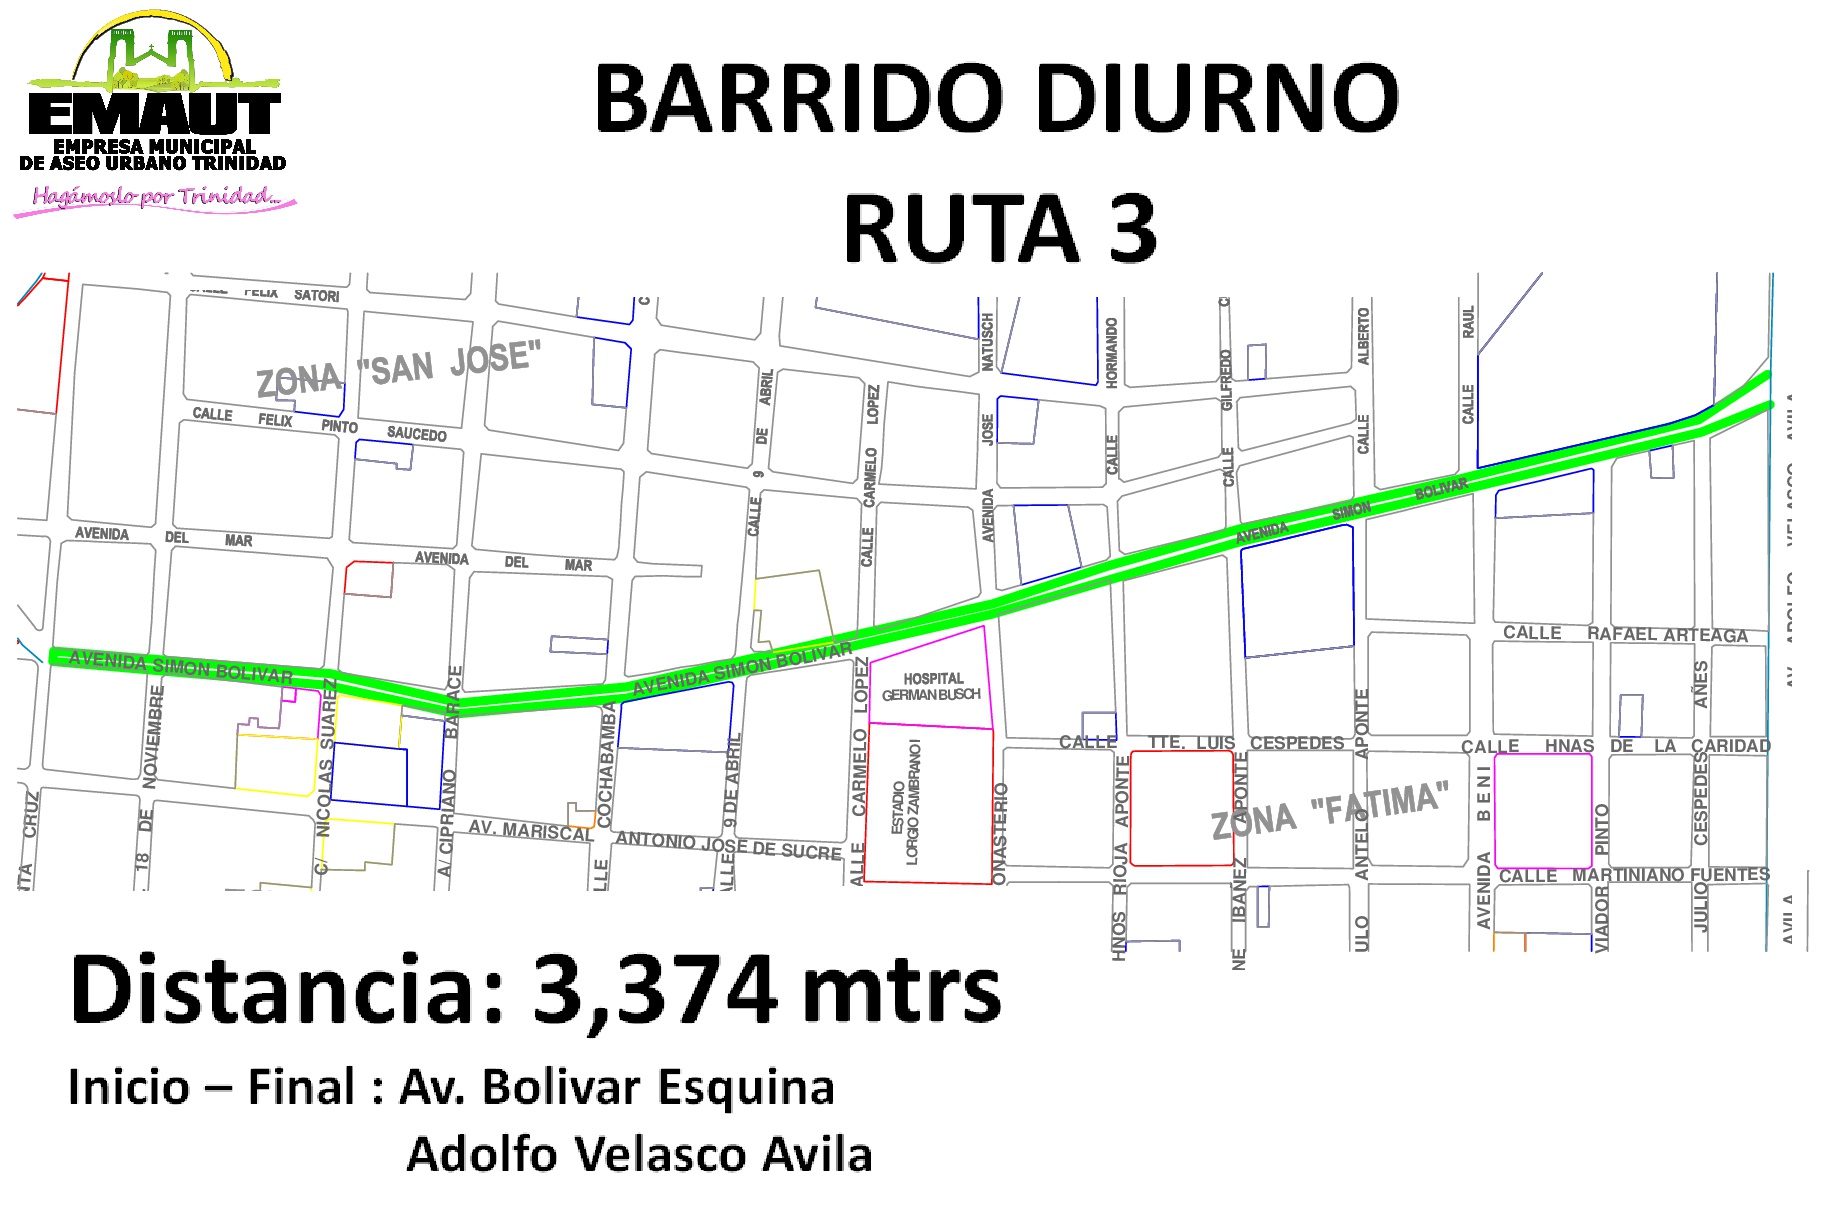 EMAUT
EMPRESA MUNICIPAL
DE ASEO URBANO TRINIDAD
Hagámoslo por Trinidad...
BARRIDO DIURNO
RUTA 3
FELIX SATORI
ZONA "SAN JOSE"
CALLE FELIX PINTO SAUCEDO
AVENIDA DEL MAR
AVENIDA DEL MAR
CALLE 9 DE ABRIL
CALLE CARMELO LOPEZ
AVENIDA JOSE NATUSCH
CALLE HORMANDO
CALLE GILFREDO
CALLE ALBERTO
CALLE RAUL
AVENIDA SIMON BOLIVAR
AVENIDA SIMON BOLIVAR
AVENIDA SIMON BOLIVAR
AV. ADOLFO VELASCO AVILA
CALLE RAFAEL ARTEAGA
HOSPITAL
GERMAN BUSCH
ESTADIO
LORGIO ZAMBRANO I
CALLE TTE. LUIS CESPEDES
CALLE HNAS DE LA CARIDAD
ZONA "FATIMA"
CALLE MARTINIANO FUENTES
CRUZ
18 DE NOVIEMBRE
C/ NICOLAS SUAREZ
A/ CIPRIANO BARACE
COCHABAMBA
9 DE ABRIL
CARMELO LOPEZ
AV. MARISCAL ANTONIO JOSE DE SUCRE
ONASTERIO
HNOS RIOJA APONTE
NE IBANEZ APONTE
ULO ANTELO APONTE
AVENIDA BENI
VIADOR PINTO
JULIO CESPEDES AÑES
AVILA
Distancia: 3,374 mtrs
Inicio – Final : Av. Bolivar Esquina
Adolfo Velasco Avila